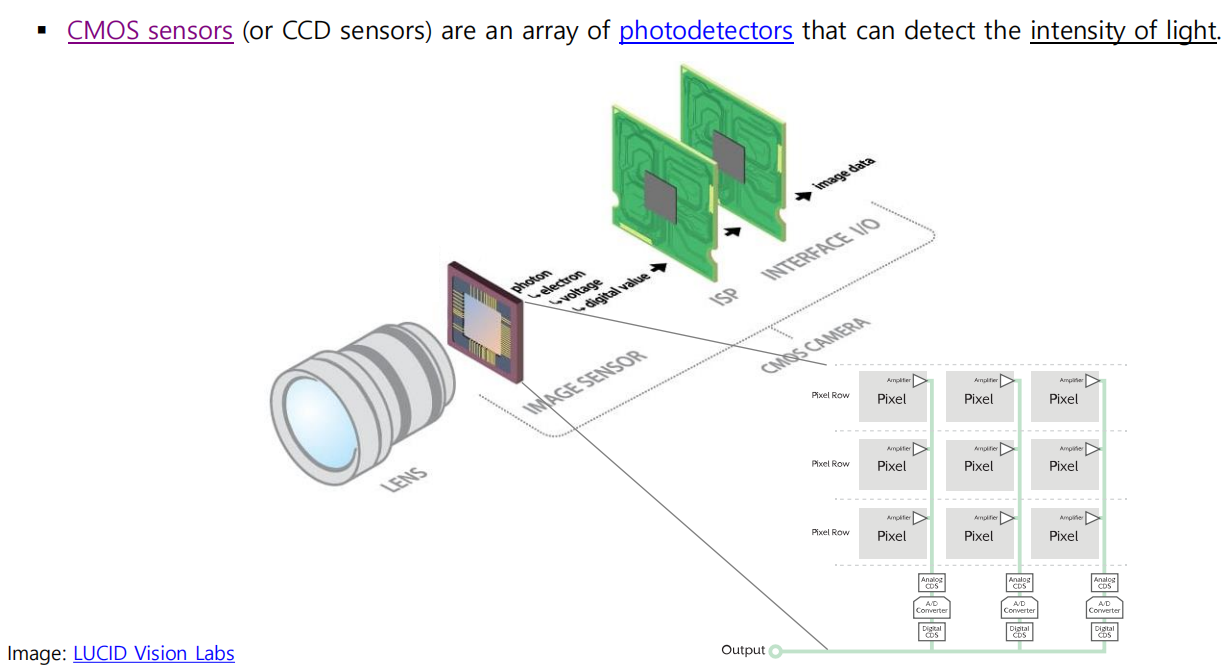 ▪ CMOS sensors (or CCD sensors) are an array of photodetectors that can detect the intensity of light.
image data
photon
↳ electron
↳ voltage
↳ digital value
INTERFACE I/O
ISP
CMOS CAMERA
IMAGE SENSOR
LENS
Pixel Row
Amplifier
Pixel
Amplifier
Pixel
Amplifier
Pixel
Pixel Row
Amplifier
Pixel
Amplifier
Pixel
Amplifier
Pixel
Pixel Row
Amplifier
Pixel
Amplifier
Pixel
Amplifier
Pixel
Analog
CDS
Analog
CDS
Analog
CDS
A/D
Converter
A/D
Converter
A/D
Converter
Digital
CDS
Digital
CDS
Digital
CDS
Output
Image: LUCID Vision Labs